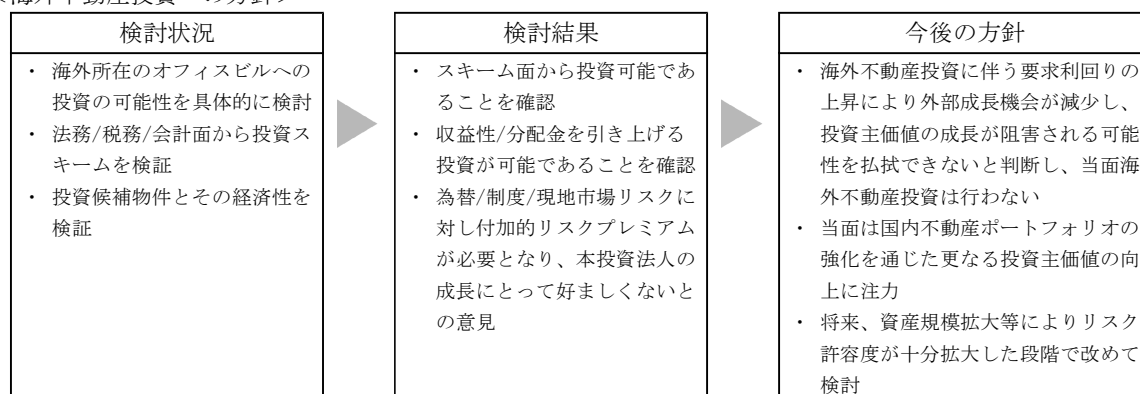 ＜海外不動産投資への方針＞
検討状況
・ 海外所在のオフィスビルへの
投資の可能性を具体的に検討
・ 法務/税務/会計面から投資ス
キームを検証
・ 投資候補物件とその経済性を
検証
検討結果
・ スキーム面から投資可能であ
ることを確認
・ 収益性/分配金を引き上げる
投資が可能であることを確認
・ 為替/制度/現地市場リスクに
対し付加的リスクプレミアム
が必要となり、本投資法人の
成長にとって好ましくないと
の意見
今後の方針
・ 海外不動産投資に伴う要求利回りの
上昇により外部成長機会が減少し、
投資主価値の成長が阻害される可能
性を払拭できないと判断し、当面海
外不動産投資は行わない
・ 当面は国内不動産ポートフォリオの
強化を通じた更なる投資主価値の向
上に注力
・ 将来、資産規模拡大等によりリスク
許容度が十分拡大した段階で改めて
検討